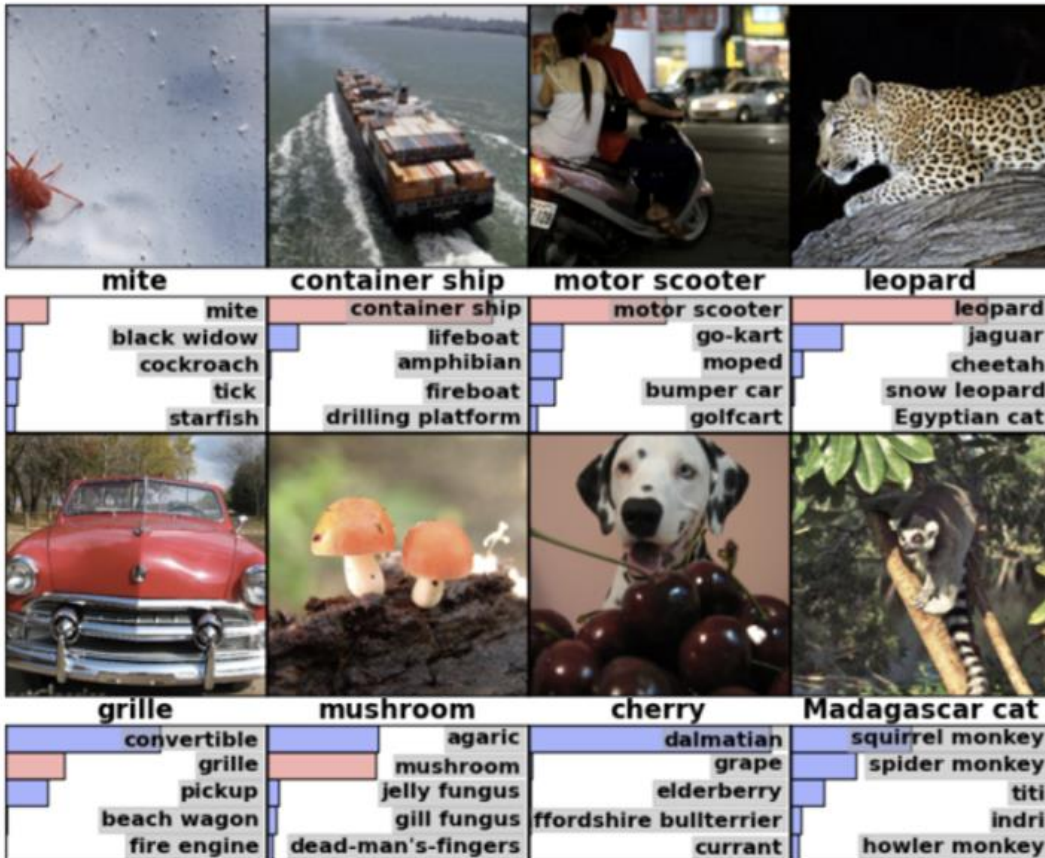 mite
container ship
motor scooter
leopard
mite
black widow
cockroach
tick
starfish
container ship
lifeboat
amphibian
fireboat
drilling platform
motor scooter
go-kart
moped
bumper car
golfcart
leopard
jaguar
cheetah
snow leopard
Egyptian cat
grille
mushroom
cherry
Madagascar cat
convertible
grille
pickup
beach wagon
fire engine
agaric
mushroom
jelly fungus
gill fungus
dead-man's-fingers
dalmatian
grape
elderberry
ffordshire bullterrier
currant
squirrel monkey
spider monkey
titi
indri
howler monkey